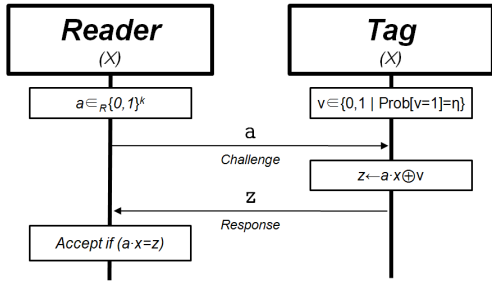 Reader
(X)
Tag
(X)
a∈R{0,1}ᵏ
v∈{0,1 | Prob[v=1]=η}
a
Challenge
z←a·x⊕v
z
Response
Accept if (a·x=z)